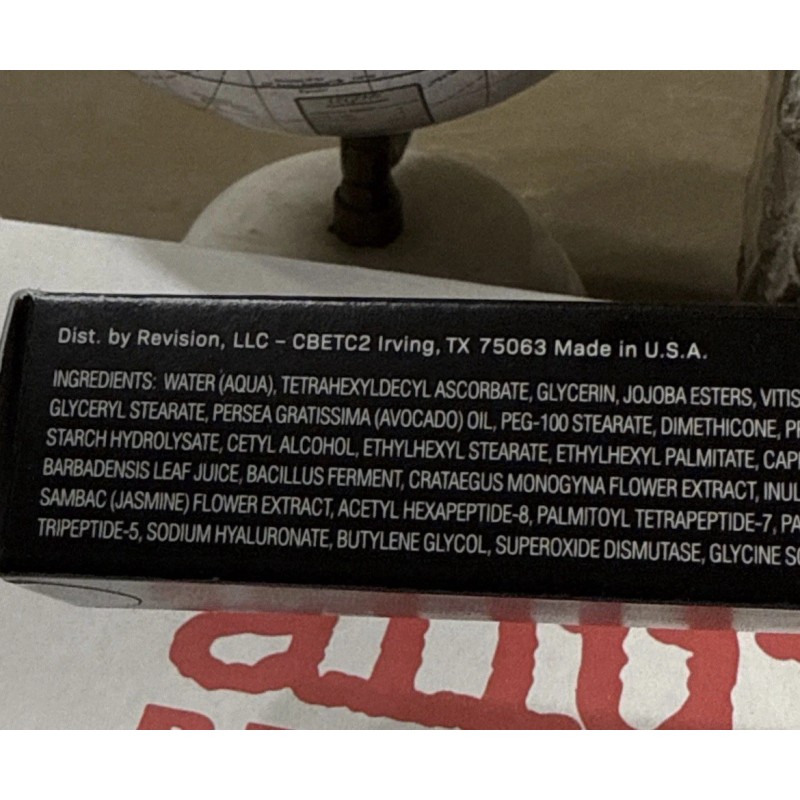 Dist. by Revision, LLC – CBETC2 Irving, TX 75063 Made in U.S.A.
INGREDIENTS: WATER (AQUA), TETRAHEXYLDECYL ASCORBATE, GLYCERIN, JOJOBA ESTERS, VITIS
GLYCERYL STEARATE, PERSEA GRATISSIMA (AVOCADO) OIL, PEG-100 STEARATE, DIMETHICONE,
STARCH HYDROLYSATE, CETYL ALCOHOL, ETHYLHEXYL STEARATE, ETHYLHEXYL PALMITATE,
BARBADENSIS LEAF JUICE, BACILLUS FERMENT, CRATAEGUS MONOGYNA FLOWER EXTRACT,
SAMBAC (JASMINE) FLOWER EXTRACT, ACETYL HEXAPEPTIDE-8, PALMITOYL TETRAPEPTIDE-7,
TRIPEPTIDE-5, SODIUM HYALURONATE, BUTYLENE GLYCOL, SUPEROXIDE DISMUTASE, GLYCINE